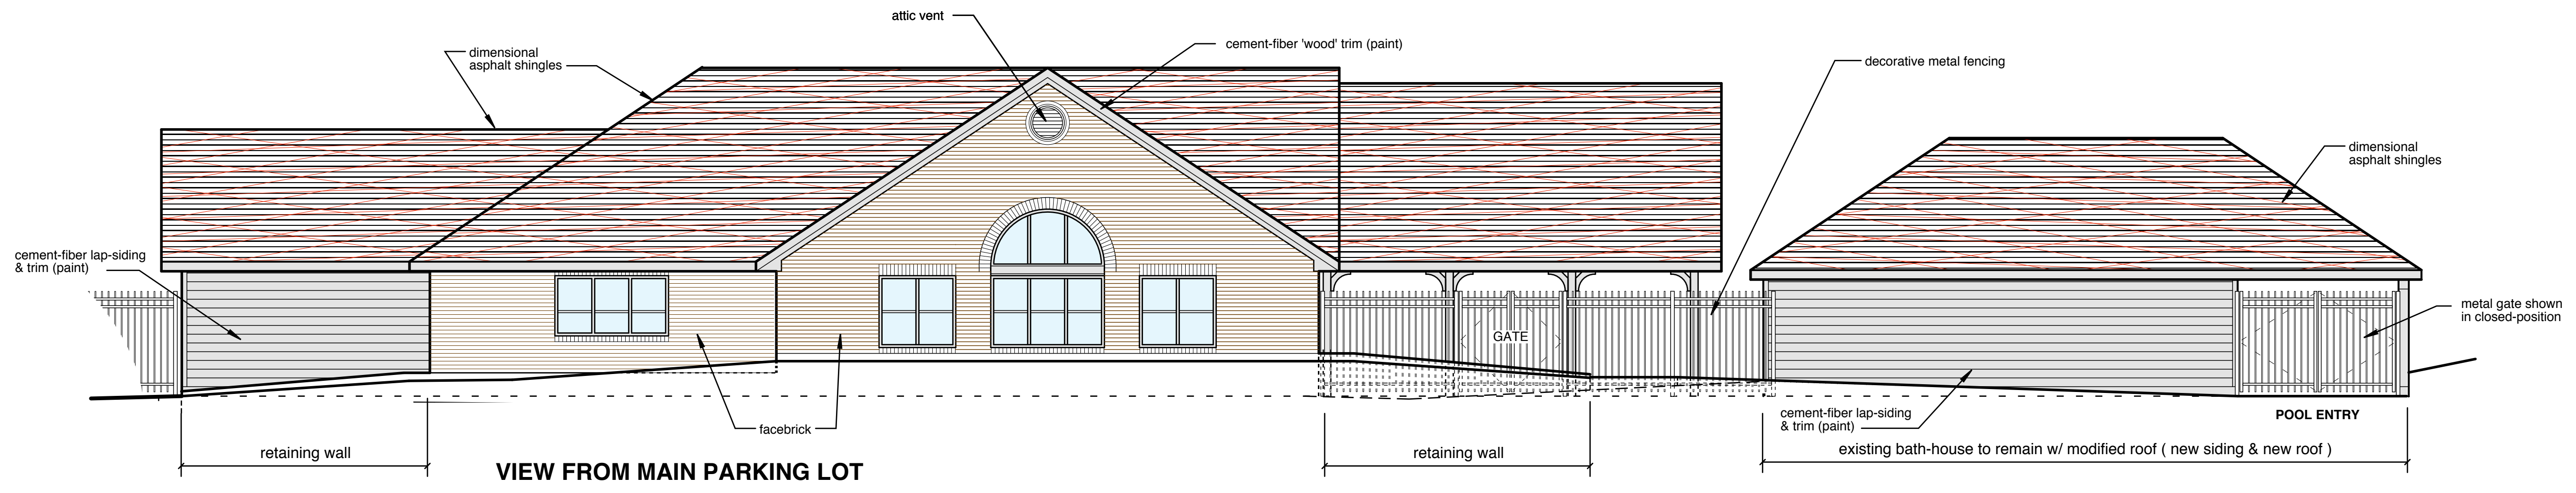 attic vent
dimensional
asphalt shingles
cement-fiber 'wood' trim (paint)
decorative metal fencing
dimensional
asphalt shingles
cement-fiber lap-siding
& trim (paint)
metal gate shown
in closed-position
GATE
facebrick
cement-fiber lap-siding
& trim (paint)
POOL ENTRY
retaining wall
retaining wall
existing bath-house to remain w/ modified roof ( new siding & new roof )
VIEW FROM MAIN PARKING LOT